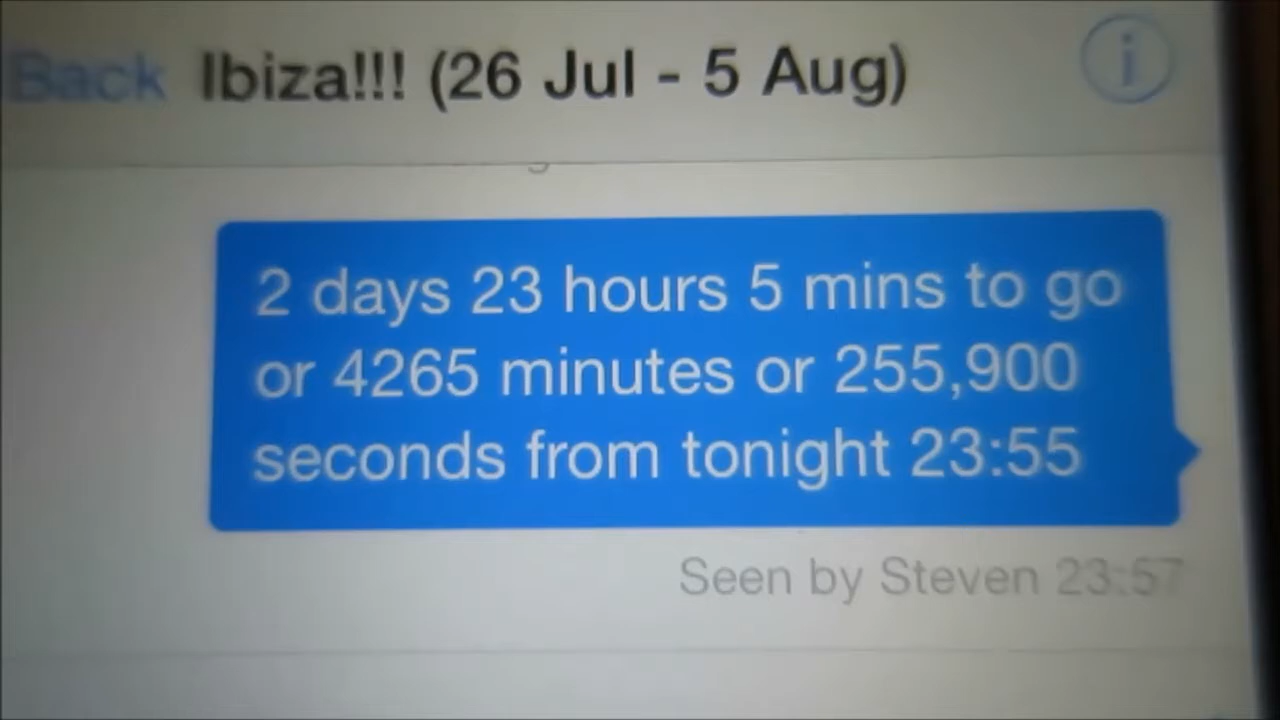 Back Ibiza!!! (26 Jul - 5 Aug) i
2 days 23 hours 5 mins to go
or 4265 minutes or 255,900
seconds from tonight 23:55
Seen by Steven 23:57